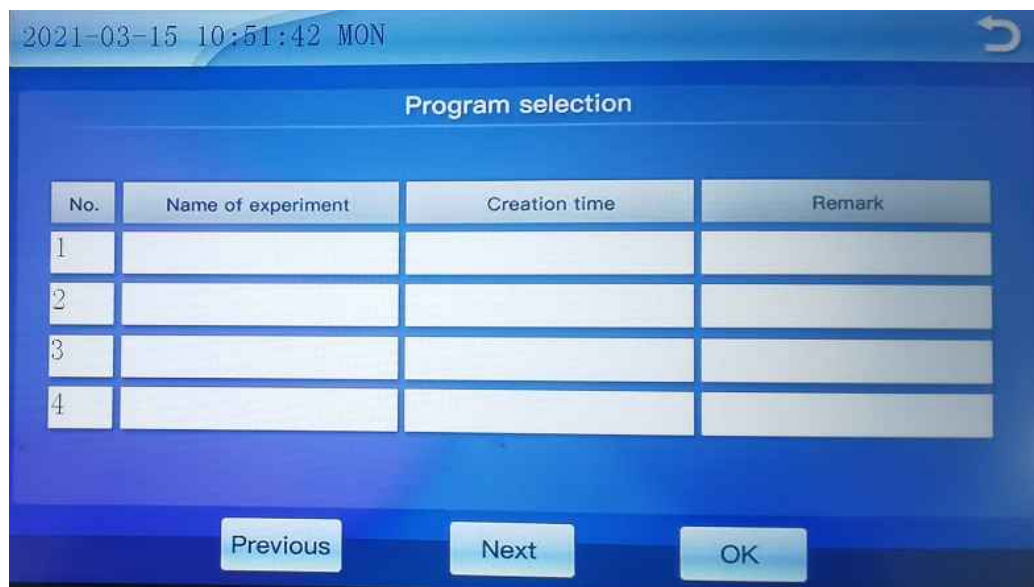 2021-03-15 10:51:42 MON
Program selection
No. Name of experiment Creation time Remark
1
2
3
4
Previous Next OK